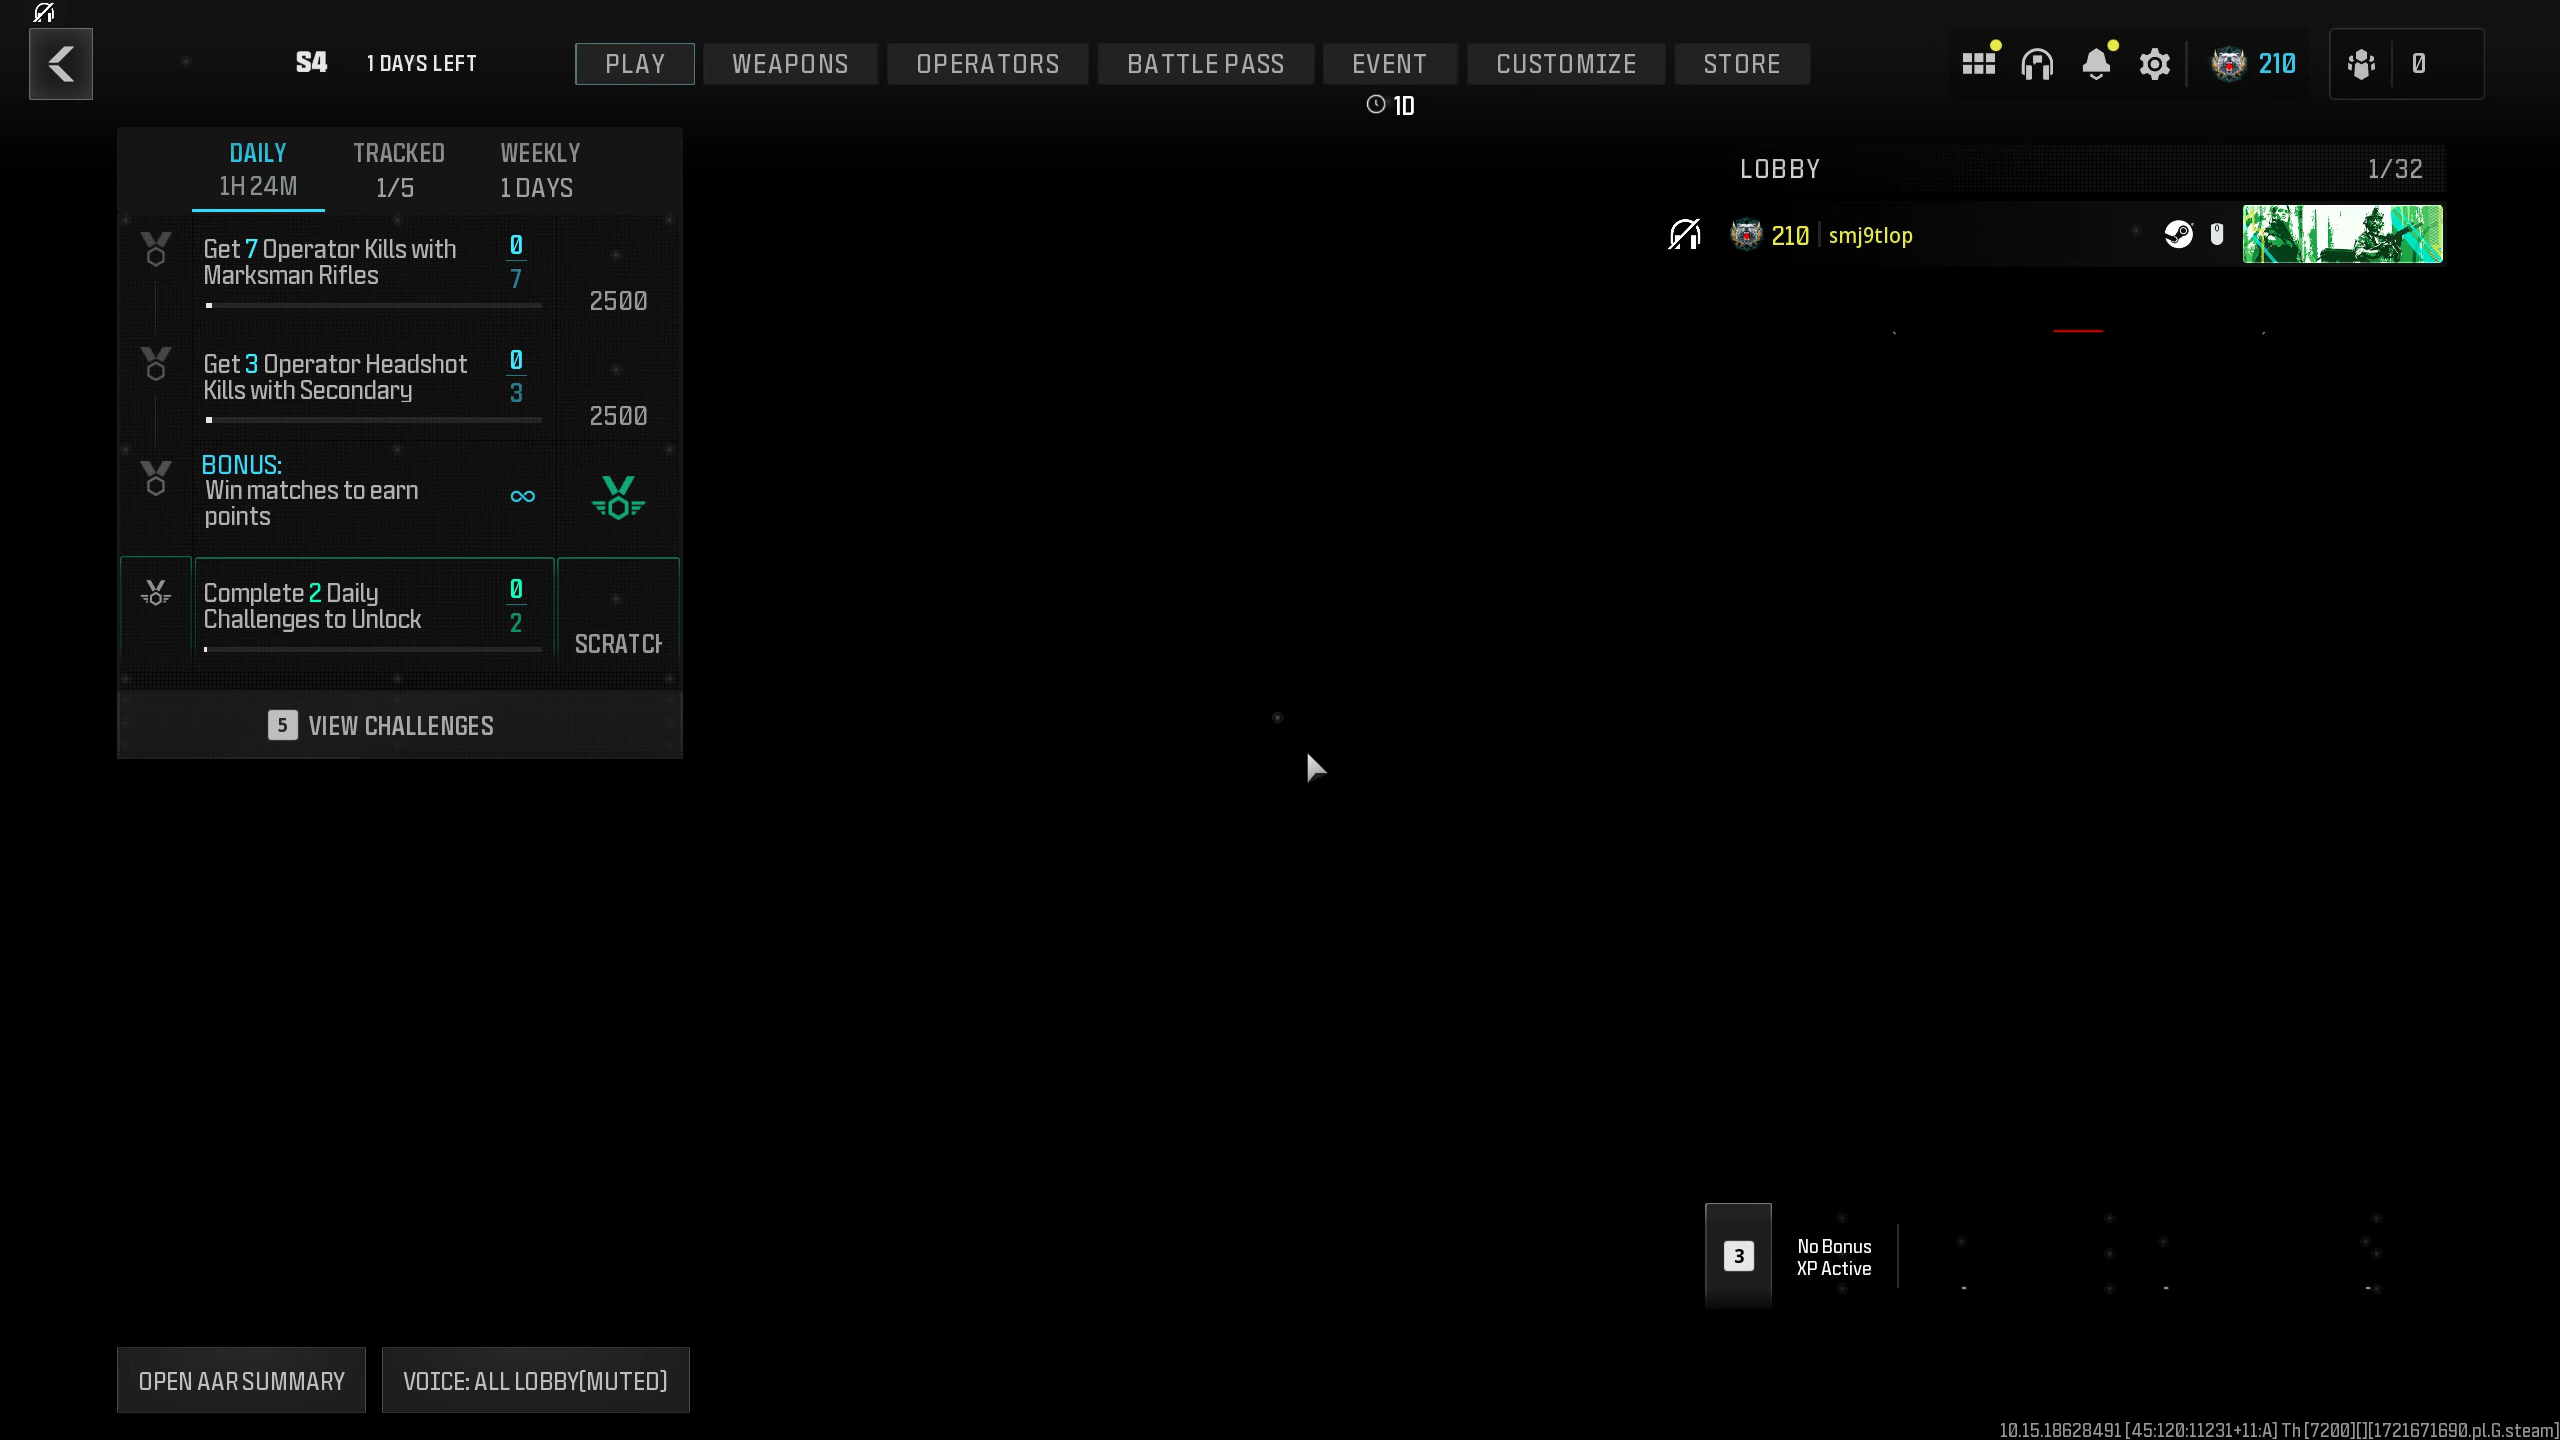 S4 1 DAYS LEFT PLAY WEAPONS OPERATORS BATTLE PASS EVENT CUSTOMIZE STORE 210 0
1D
DAILY TRACKED WEEKLY
1H 24M 1/5 1 DAYS
Get 7 Operator Kills with
Marksman Rifles
0
7
2500
Get 3 Operator Headshot
Kills with Secondary
0
3
2500
BONUS:
Win matches to earn
points
∞
Complete 2 Daily
Challenges to Unlock
0
2
SCRATCH
5 VIEW CHALLENGES
LOBBY 1/32
210 smj9tlop
3
No Bonus
XP Active
- - -
OPEN AAR SUMMARY VOICE: ALL LOBBY[MUTED]
10.15.18628491 [45:120:11231+11:A] Th [7200][][1721671690.pl.G.steam]